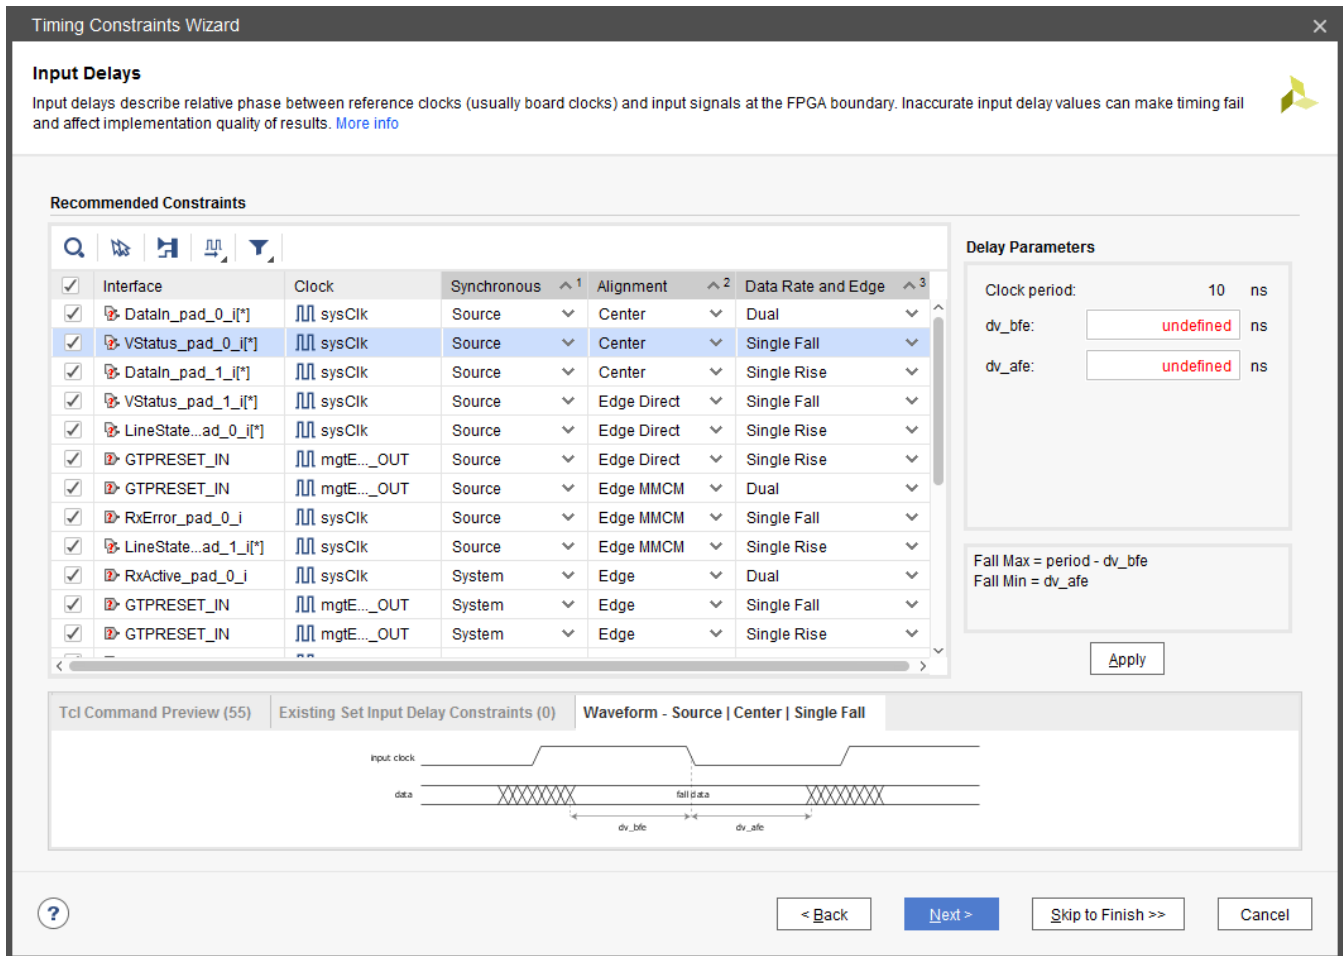 Timing Constraints Wizard
Input Delays
Input delays describe relative phase between reference clocks (usually board clocks) and input signals at the FPGA boundary. Inaccurate input delay values can make timing fail
and affect implementation quality of results. More info
Recommended Constraints
Interface Clock Synchronous 1 Alignment 2 Data Rate and Edge 3
DataIn_pad_0_i[*] sysClk Source Center Dual
VStatus_pad_0_i[*] sysClk Source Center Single Fall
DataIn_pad_1_i[*] sysClk Source Center Single Rise
VStatus_pad_1_i[*] sysClk Source Edge Direct Single Fall
LineState...ad_0_i[*] sysClk Source Edge Direct Single Rise
GTPRESET_IN mgtE..._OUT Source Edge Direct Single Rise
GTPRESET_IN mgtE..._OUT Source Edge MMCM Dual
RxError_pad_0_i sysClk Source Edge MMCM Single Fall
LineState...ad_1_i[*] sysClk Source Edge MMCM Single Rise
RxActive_pad_0_i sysClk System Edge Dual
GTPRESET_IN mgtE..._OUT System Edge Single Fall
GTPRESET_IN mgtE..._OUT System Edge Single Rise
Delay Parameters
Clock period: 10 ns
dv_bfe: undefined ns
dv_afe: undefined ns
Fall Max = period - dv_bfe
Fall Min = dv_afe
Apply
Tcl Command Preview (55) Existing Set Input Delay Constraints (0) Waveform - Source | Center | Single Fall
input clock
data fall data
dv_bfe dv_afe
? < Back Next > Skip to Finish >> Cancel